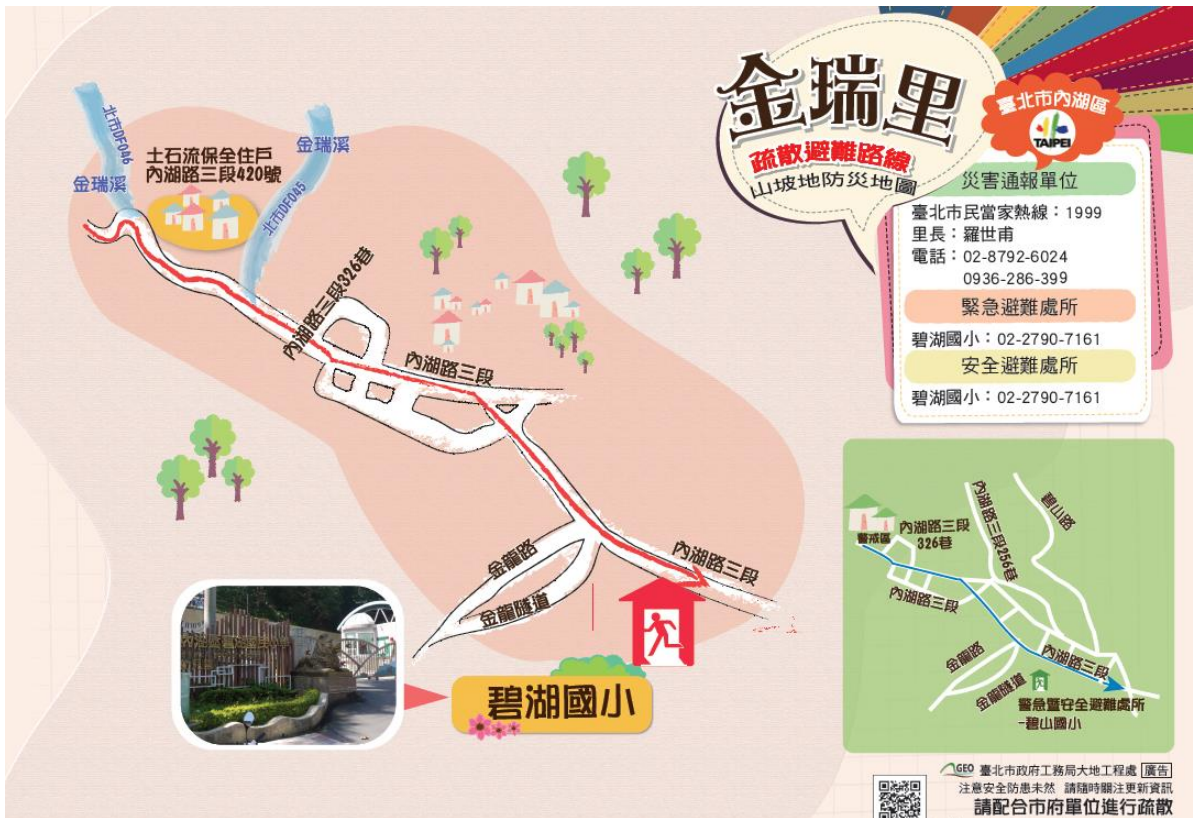 金瑞里
疏散避難路線
山坡地防災地圖
臺北市內湖區
TAIPEI
災害通報單位
臺北市民當家熱線：1999
里長：羅世甫
電話：02-8792-6024
0936-286-399
緊急避難處所
碧湖國小：02-2790-7161
安全避難處所
碧湖國小：02-2790-7161
北市DF046
金瑞溪
土石流保全住戶
內湖路三段420號
金瑞溪
北市DF045
內湖路三段326巷
內湖路三段
金龍路
金龍隧道
內湖路三段
碧湖國小
警戒區
內湖路三段
326巷
內湖路三段256巷
碧山路
內湖路三段
金龍路
金龍隧道
內湖路三段
警急暨安全避難處所
-碧山國小
GEO 臺北市政府工務局大地工程處 廣告
注意安全防患未然 請隨時關注更新資訊
請配合市府單位進行疏散